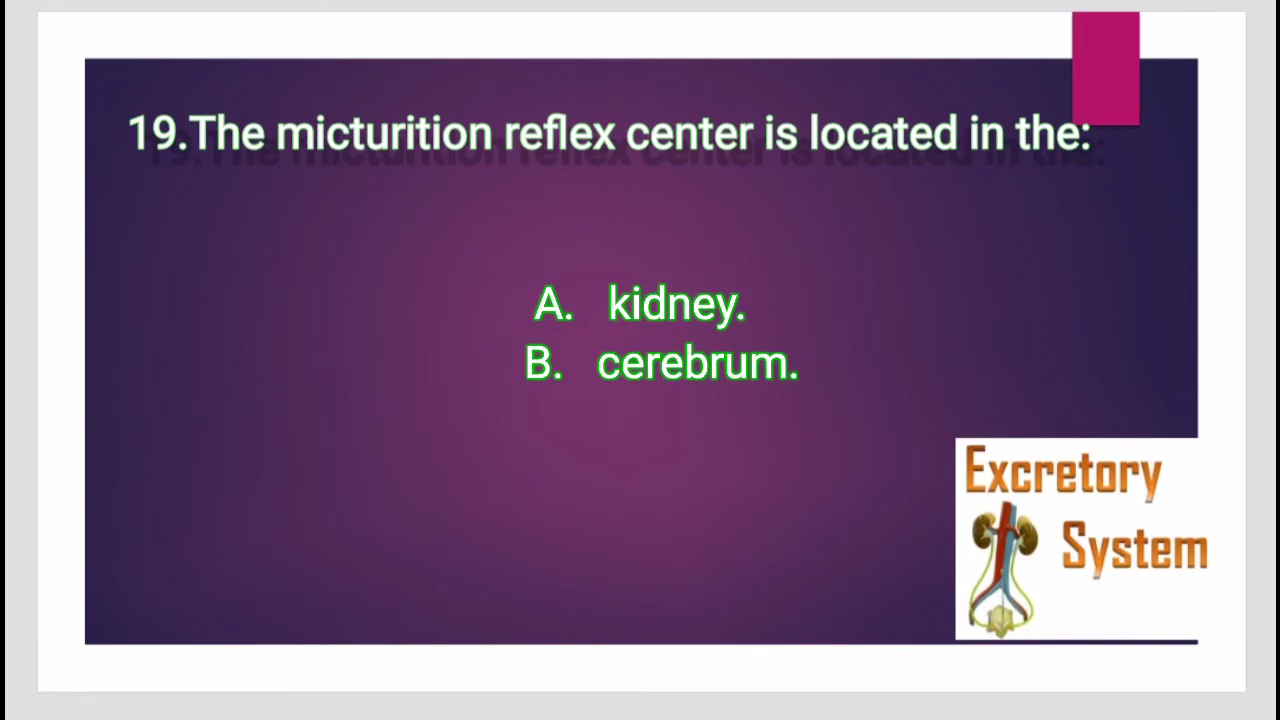 19.The micturition reflex center is located in the:
A. kidney.
B. cerebrum.
Excretory
System